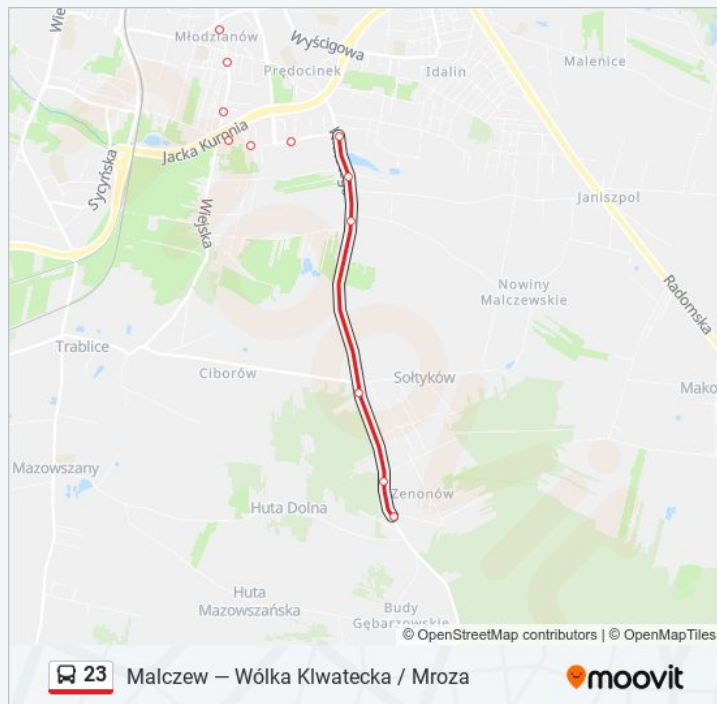 Wie
Młodzianów
Wyścigowa
Prędocinek
Idalin
Malenice
Jacka Kuronia
Sycyńska
Wiejska
Janiszpol
Radomska
Nowiny
Malczewskie
Trablice
Ciborów
Sołtyków
Mako
Mazowszany
Zenonów
Huta Dolna
Huta
Mazowszańska
Budy
Gębarzowskie
© OpenStreetMap contributors | © OpenMapTiles
23 Malczew — Wólka Klwatecka / Mroza
moovit